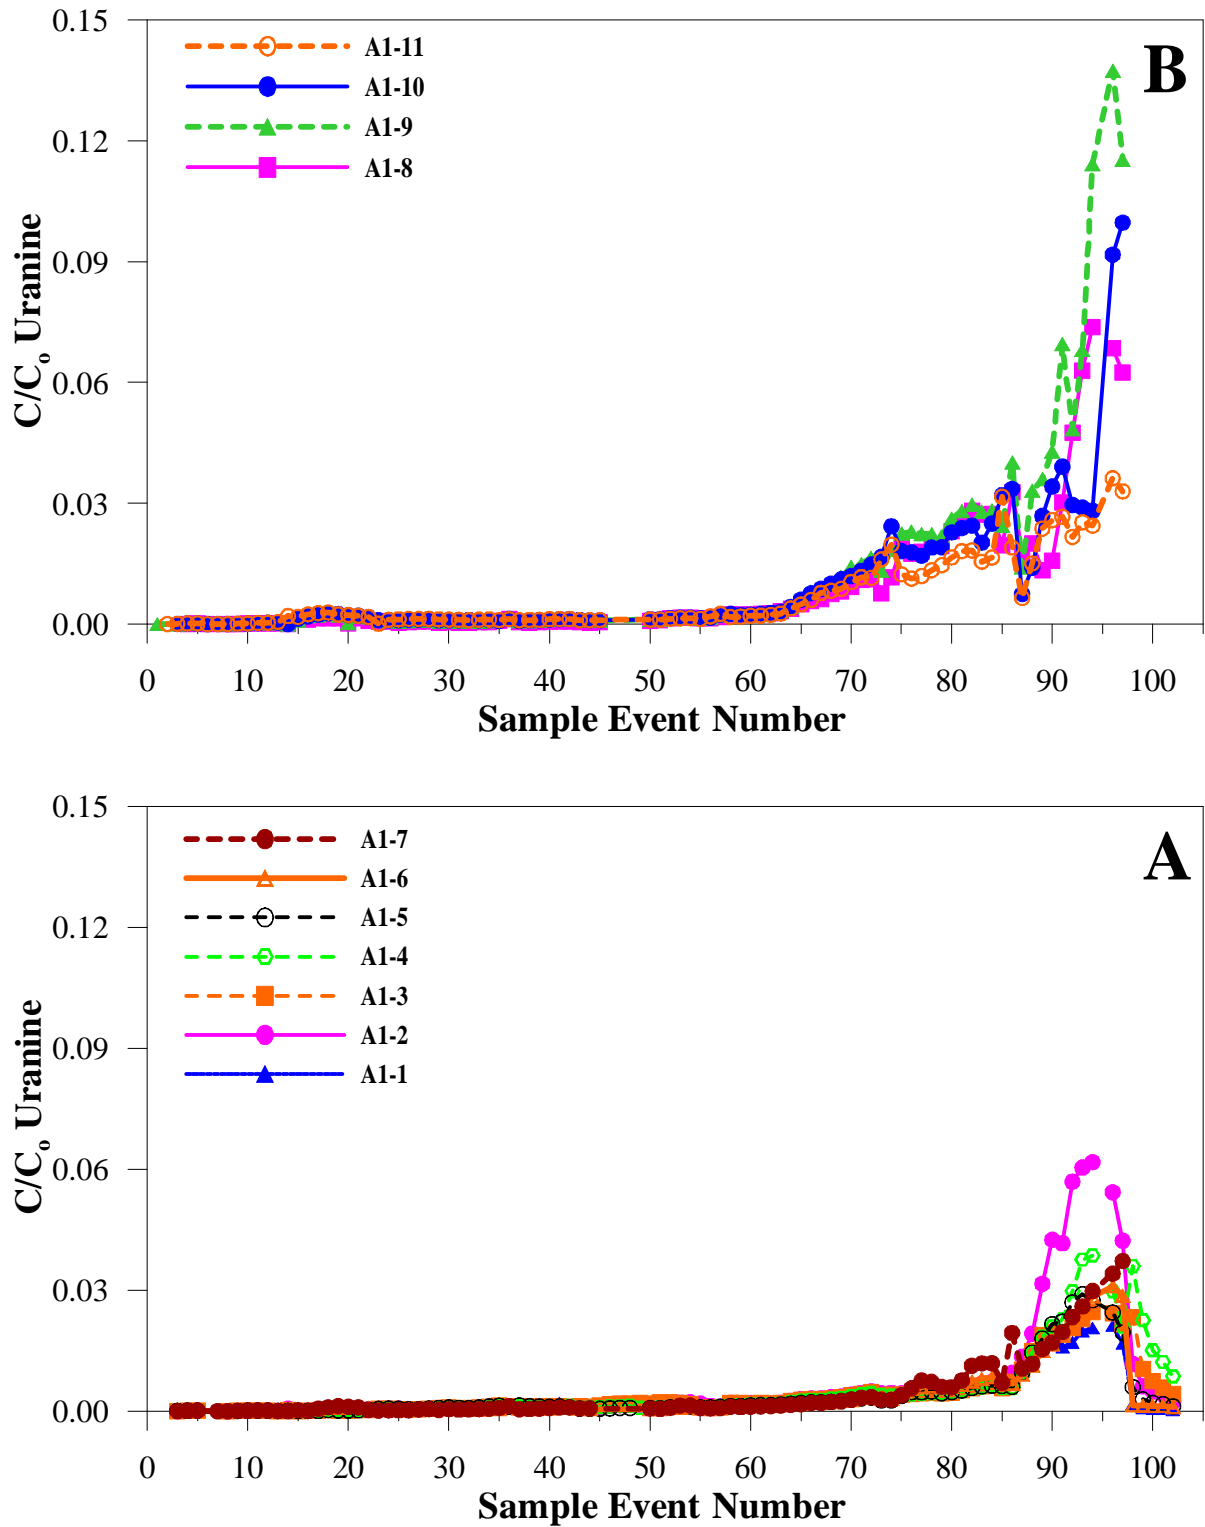 0.15
B
A1-11
A1-10
A1-9
A1-8
0.12
0.09
0.06
0.03
0.00
C/Co Uranine
0 10 20 30 40 50 60 70 80 90 100
Sample Event Number
0.15
A
A1-7
A1-6
A1-5
A1-4
A1-3
A1-2
A1-1
0.12
0.09
0.06
0.03
0.00
C/Co Uranine
0 10 20 30 40 50 60 70 80 90 100
Sample Event Number